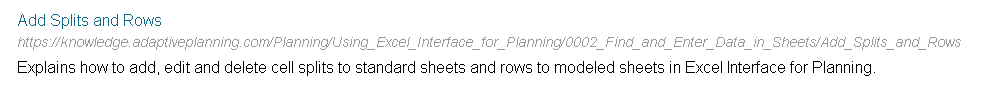 Add Splits and Rows
https://knowledge.adaptiveplanning.com/Planning/Using_Excel_Interface_for_Planning/0002_Find_and_Enter_Data_in_Sheets/Add_Splits_and_Rows
Explains how to add, edit and delete cell splits to standard sheets and rows to modeled sheets in Excel Interface for Planning.